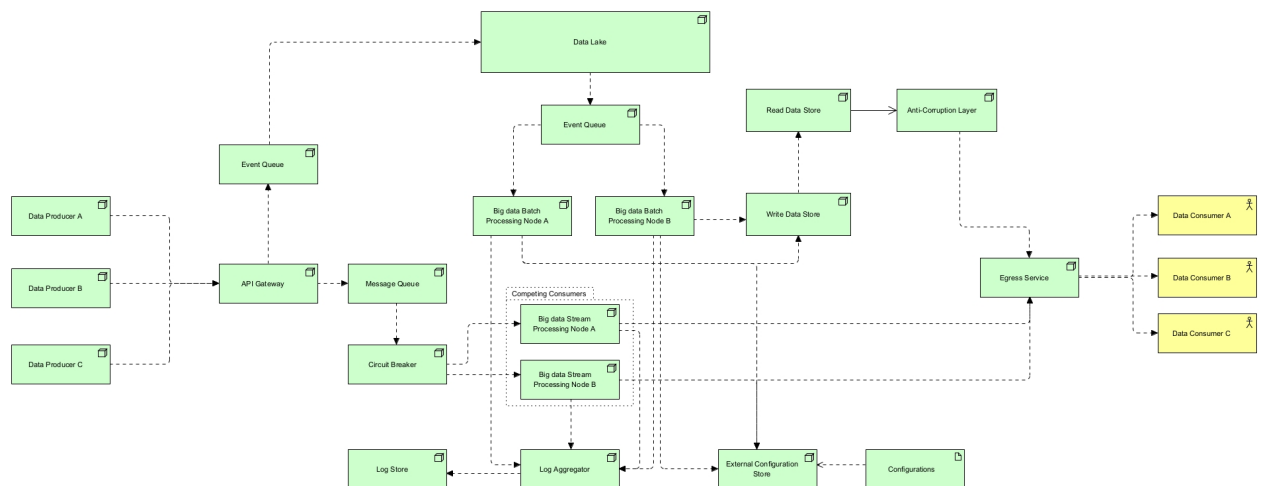 Data Lake
Event Queue
Read Data Store
Anti-Corruption Layer
Event Queue
Data Producer A
Big data Batch
Processing Node A
Big data Batch
Processing Node B
Write Data Store
Data Consumer A
Data Producer B
API Gateway
Message Queue
Egress Service
Data Consumer B
Competing Consumers
Big data Stream
Processing Node A
Data Consumer C
Data Producer C
Circuit Breaker
Big data Stream
Processing Node B
Log Store
Log Aggregator
External Configuration
Store
Configurations